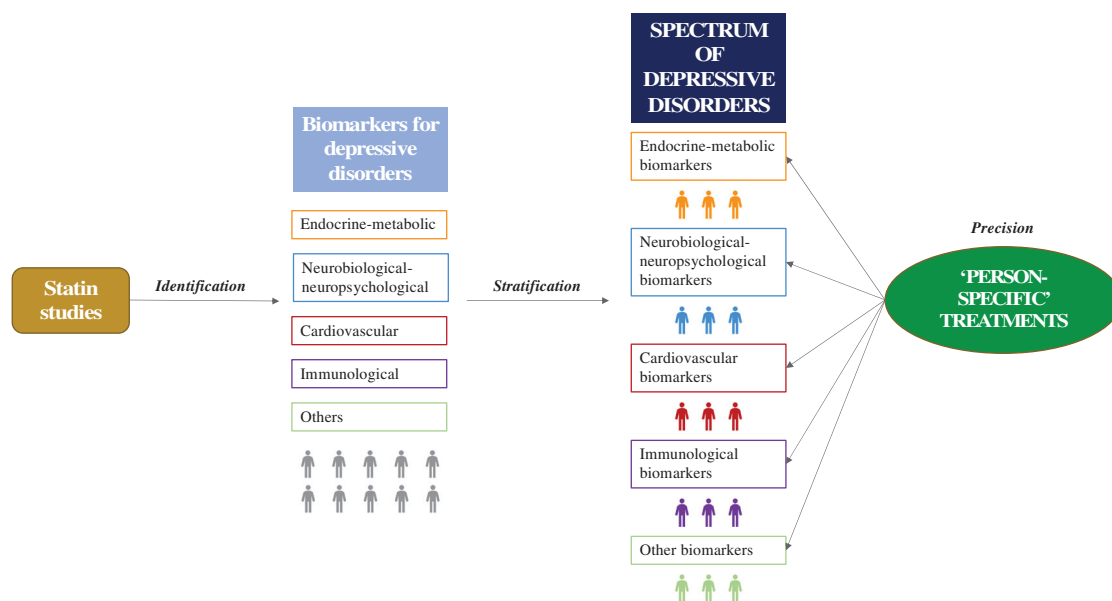 Statin
studies
Identification
Biomarkers for
depressive
disorders
Endocrine-metabolic
Neurobiological-
neuropsychological
Cardiovascular
Immunological
Others
Stratification
SPECTRUM
OF
DEPRESSIVE
DISORDERS
Endocrine-metabolic
biomarkers
Neurobiological-
neuropsychological
biomarkers
Cardiovascular
biomarkers
Immunological
biomarkers
Other biomarkers
Precision
‘PERSON-
SPECIFIC’
TREATMENTS